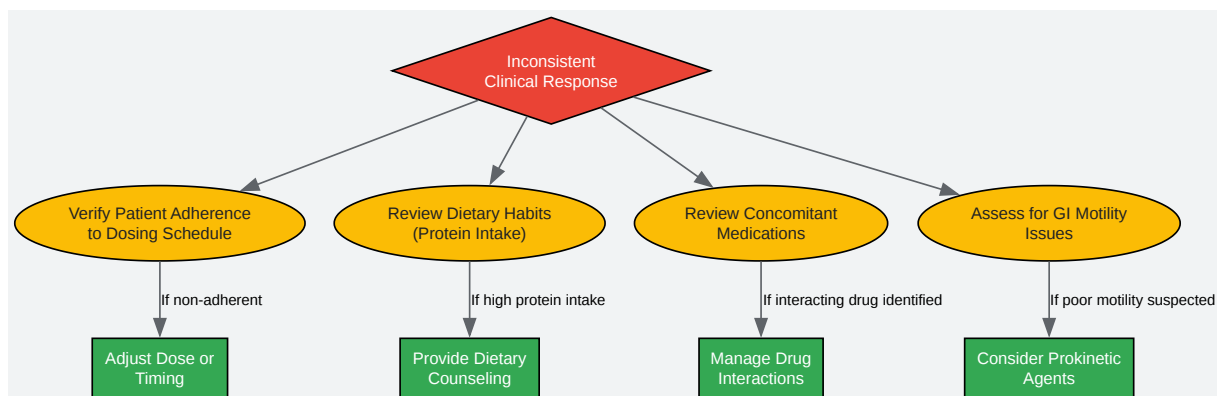 Inconsistent
Clinical Response
Verify Patient Adherence
to Dosing Schedule
Review Dietary Habits
(Protein Intake)
Review Concomitant
Medications
Assess for GI Motility
Issues
If non-adherent
If high protein intake
If interacting drug identified
If poor motility suspected
Adjust Dose or
Timing
Provide Dietary
Counseling
Manage Drug
Interactions
Consider Prokinetic
Agents